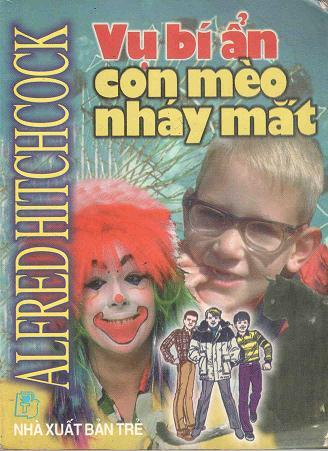 Vụ bí ẩn
con mèo
nháy mắt
ALFRED HITCHCOCK
NHÀ XUẤT BẢN TRẺ